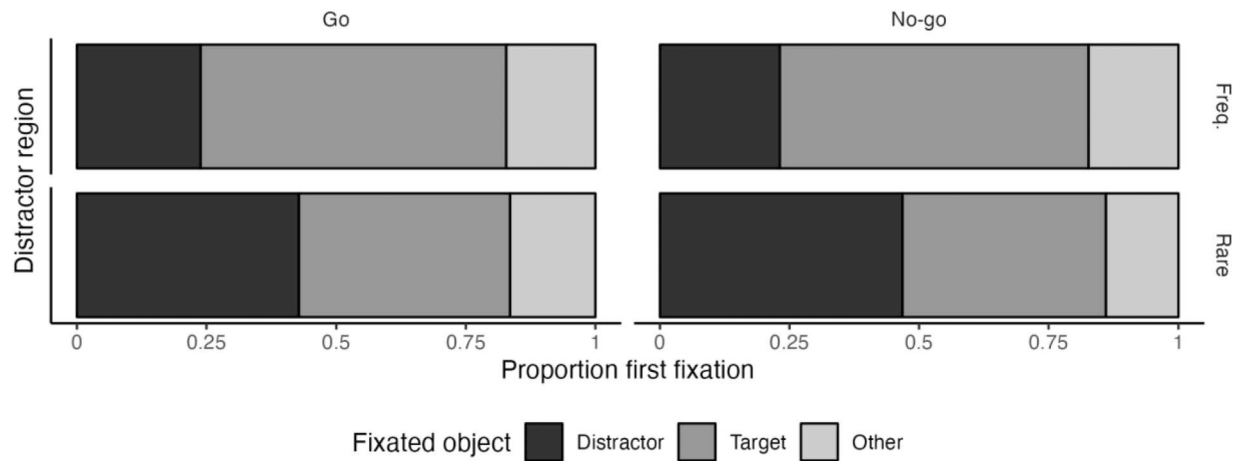 Go
No-go
Distractor region
Freq.
Rare
0 0.25 0.5 0.75 1
0 0.25 0.5 0.75 1
Proportion first fixation
Fixated object Distractor Target Other